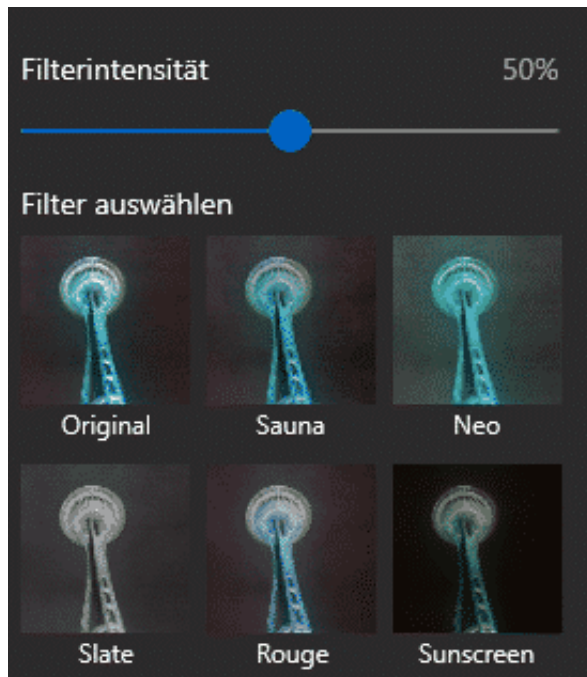 Filterintensität 50%
Filter auswählen
Original Sauna Neo
Slate Rouge Sunscreen